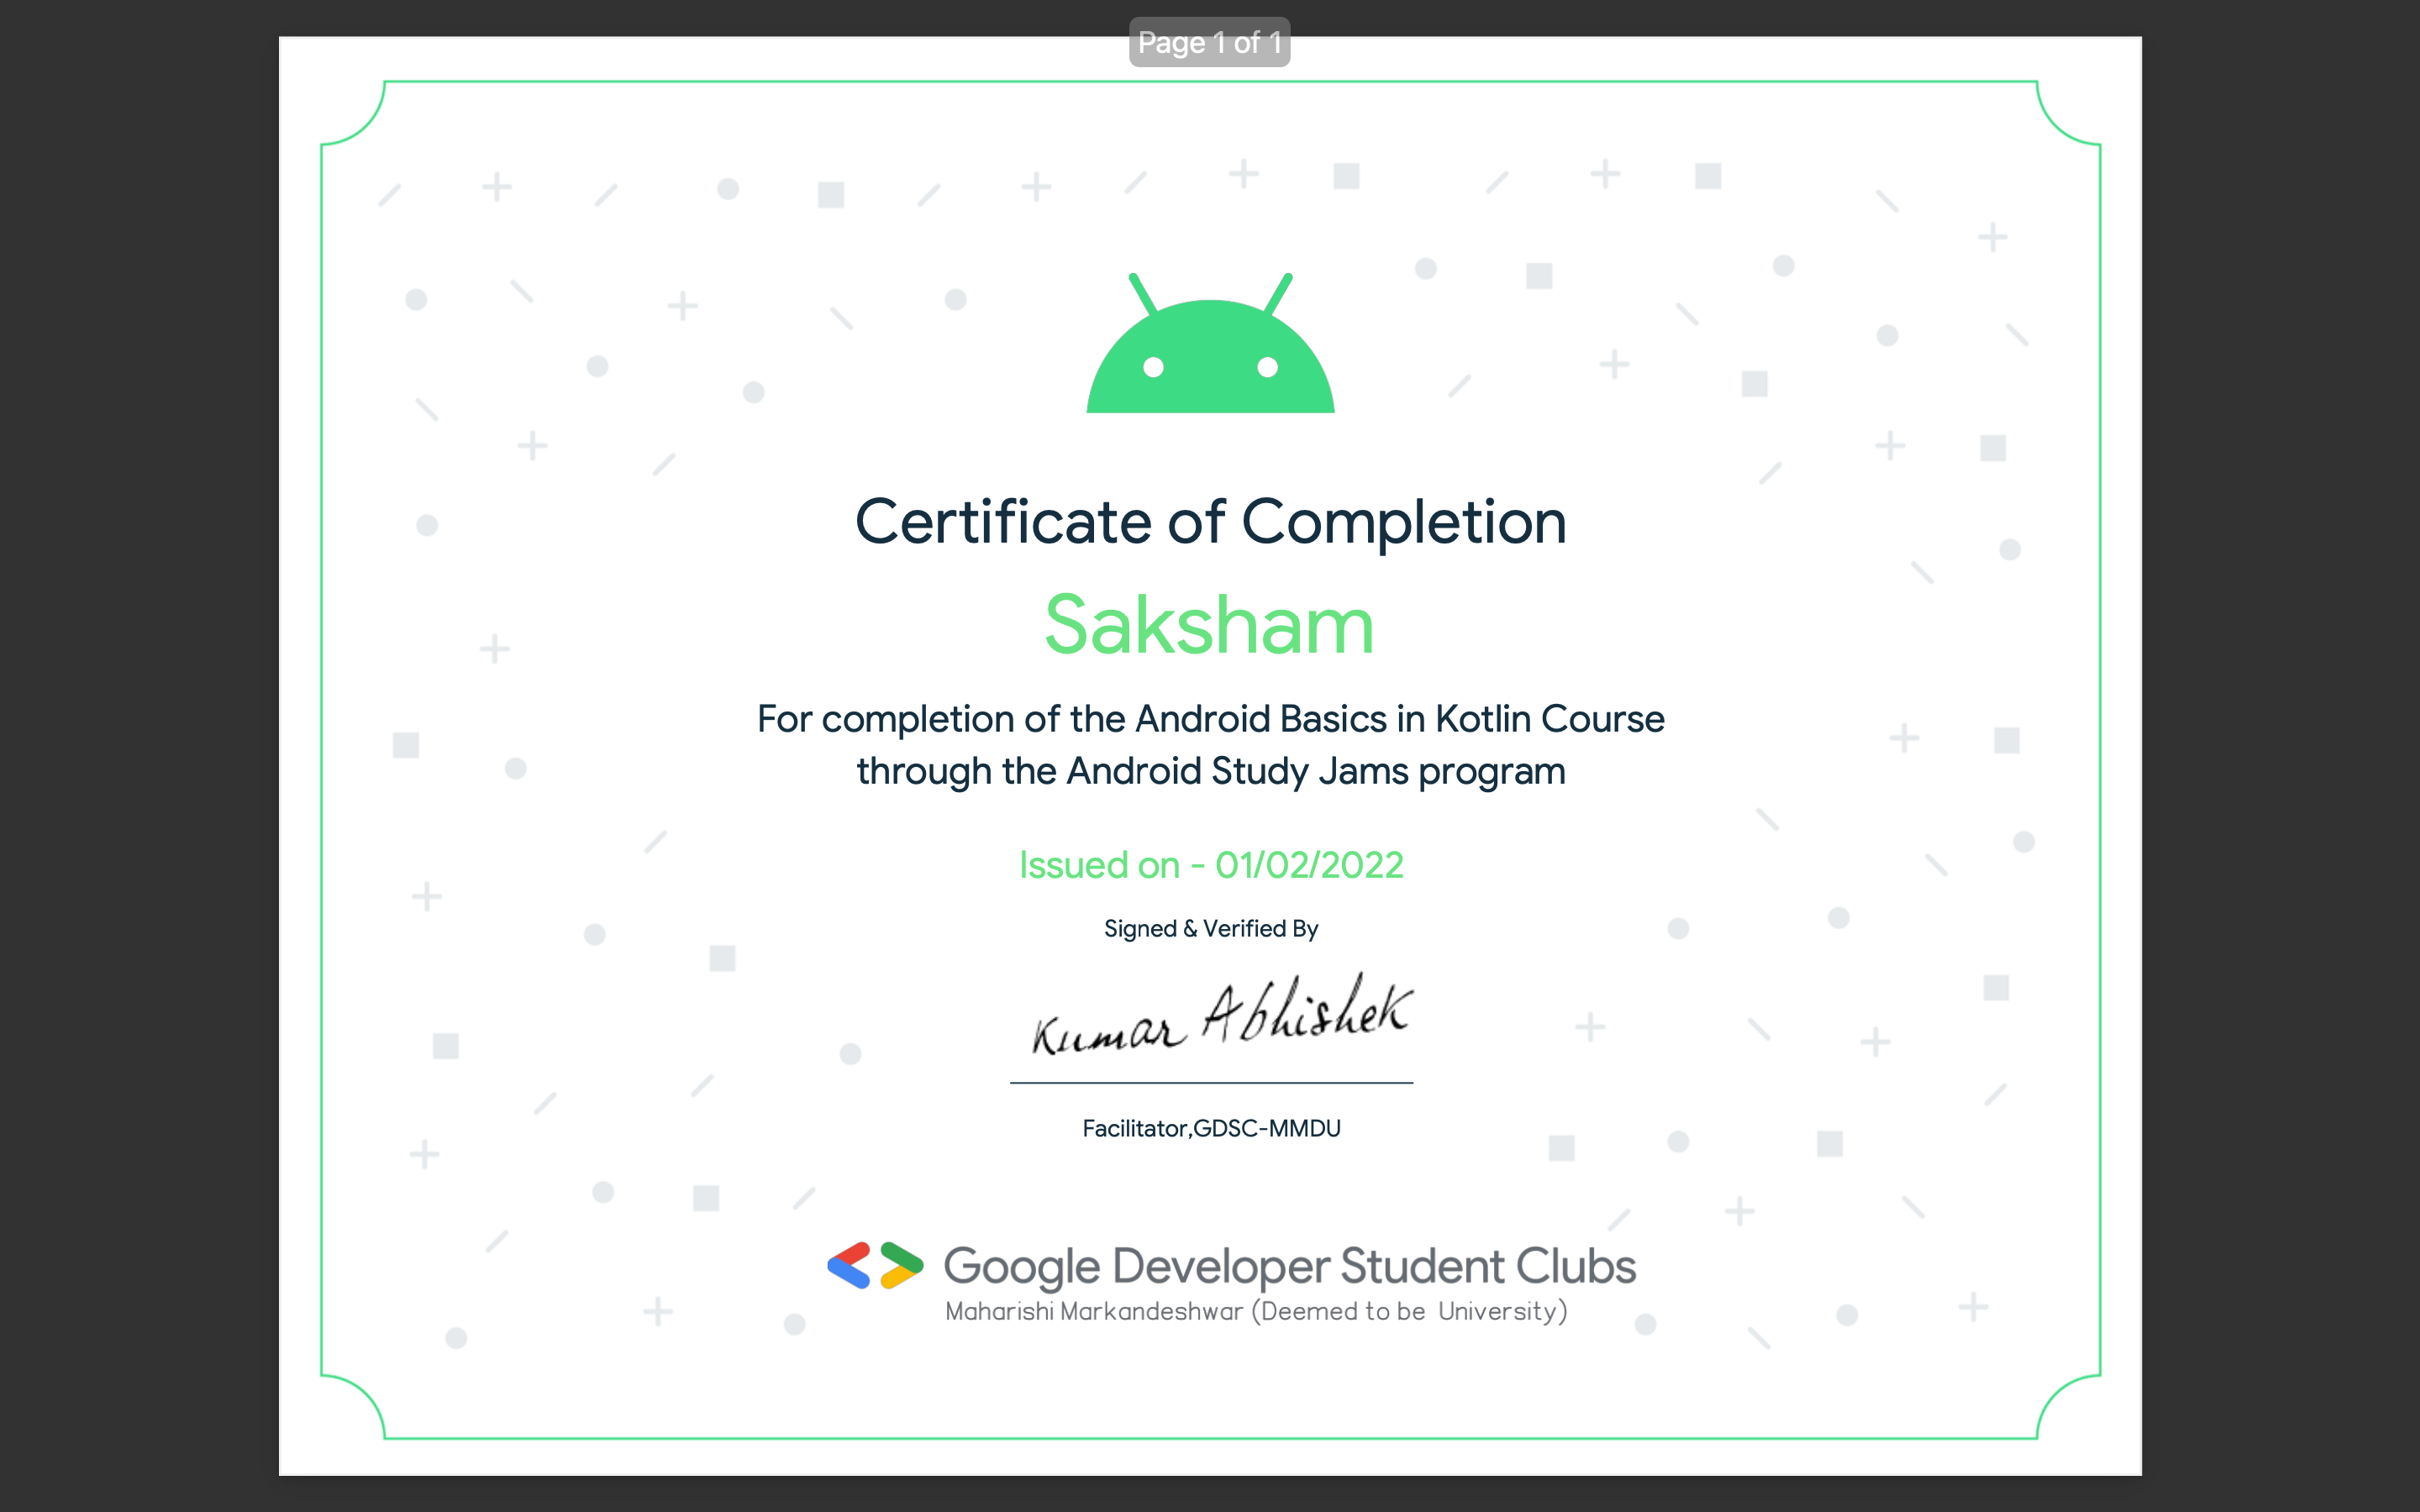 Page 1 of 1
Certificate of Completion
Saksham
For completion of the Android Basics in Kotlin Course
through the Android Study Jams program
Issued on - 01/02/2022
Signed & Verified By
Kumar Abhishek
Facilitator,GDSC-MMDU
Google Developer Student Clubs
Maharishi Markandeshwar (Deemed to be University)